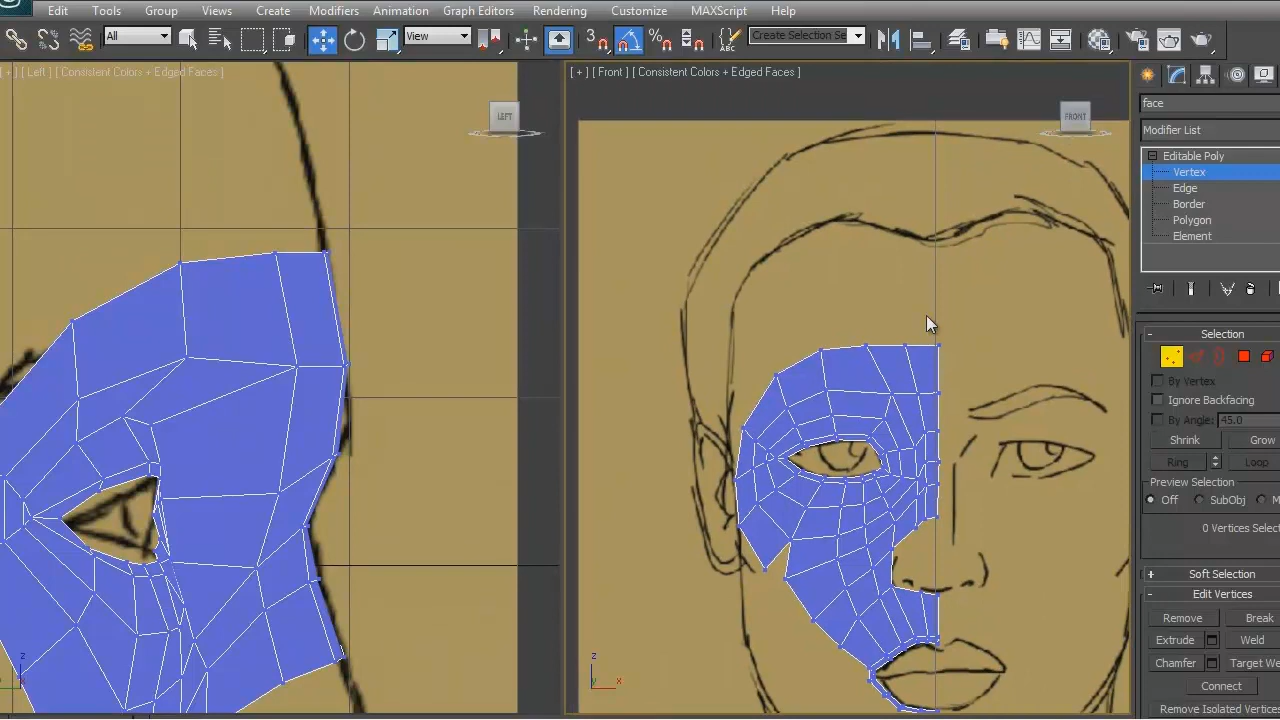 Edit Tools Group Views Create Modifiers Animation Graph Editors Rendering Customize MAXScript Help
All View 3 % ABC Create Selection Se
[ + ] [ Left ] [ Consistent Colors + Edged Faces ]
LEFT
[ + ] [ Front ] [ Consistent Colors + Edged Faces ]
FRONT
face
Modifier List
Editable Poly
Vertex
Edge
Border
Polygon
Element
- Selection
By Vertex
Ignore Backfacing
By Angle: 45.0
Shrink Grow
Ring Loop
Preview Selection
Off SubObj M
0 Vertices Select
+ Soft Selection
- Edit Vertices
Remove Break
Extrude Weld
Chamfer Target We
Connect
Remove Isolated Vertices
z
y
z
y x